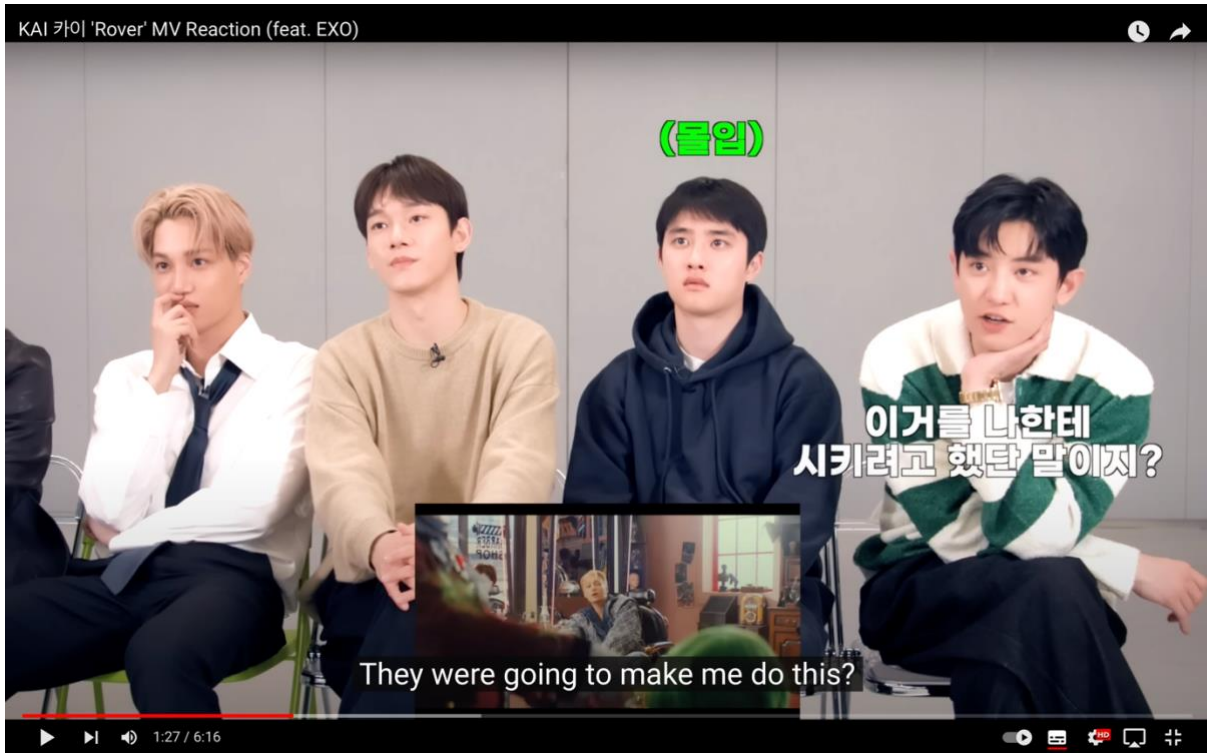 KAI 카이 'Rover' MV Reaction (feat. EXO)
(몰입)
이거를 나한테
시키려고 했단 말이지?
They were going to make me do this?
1:27 / 6:16
HD